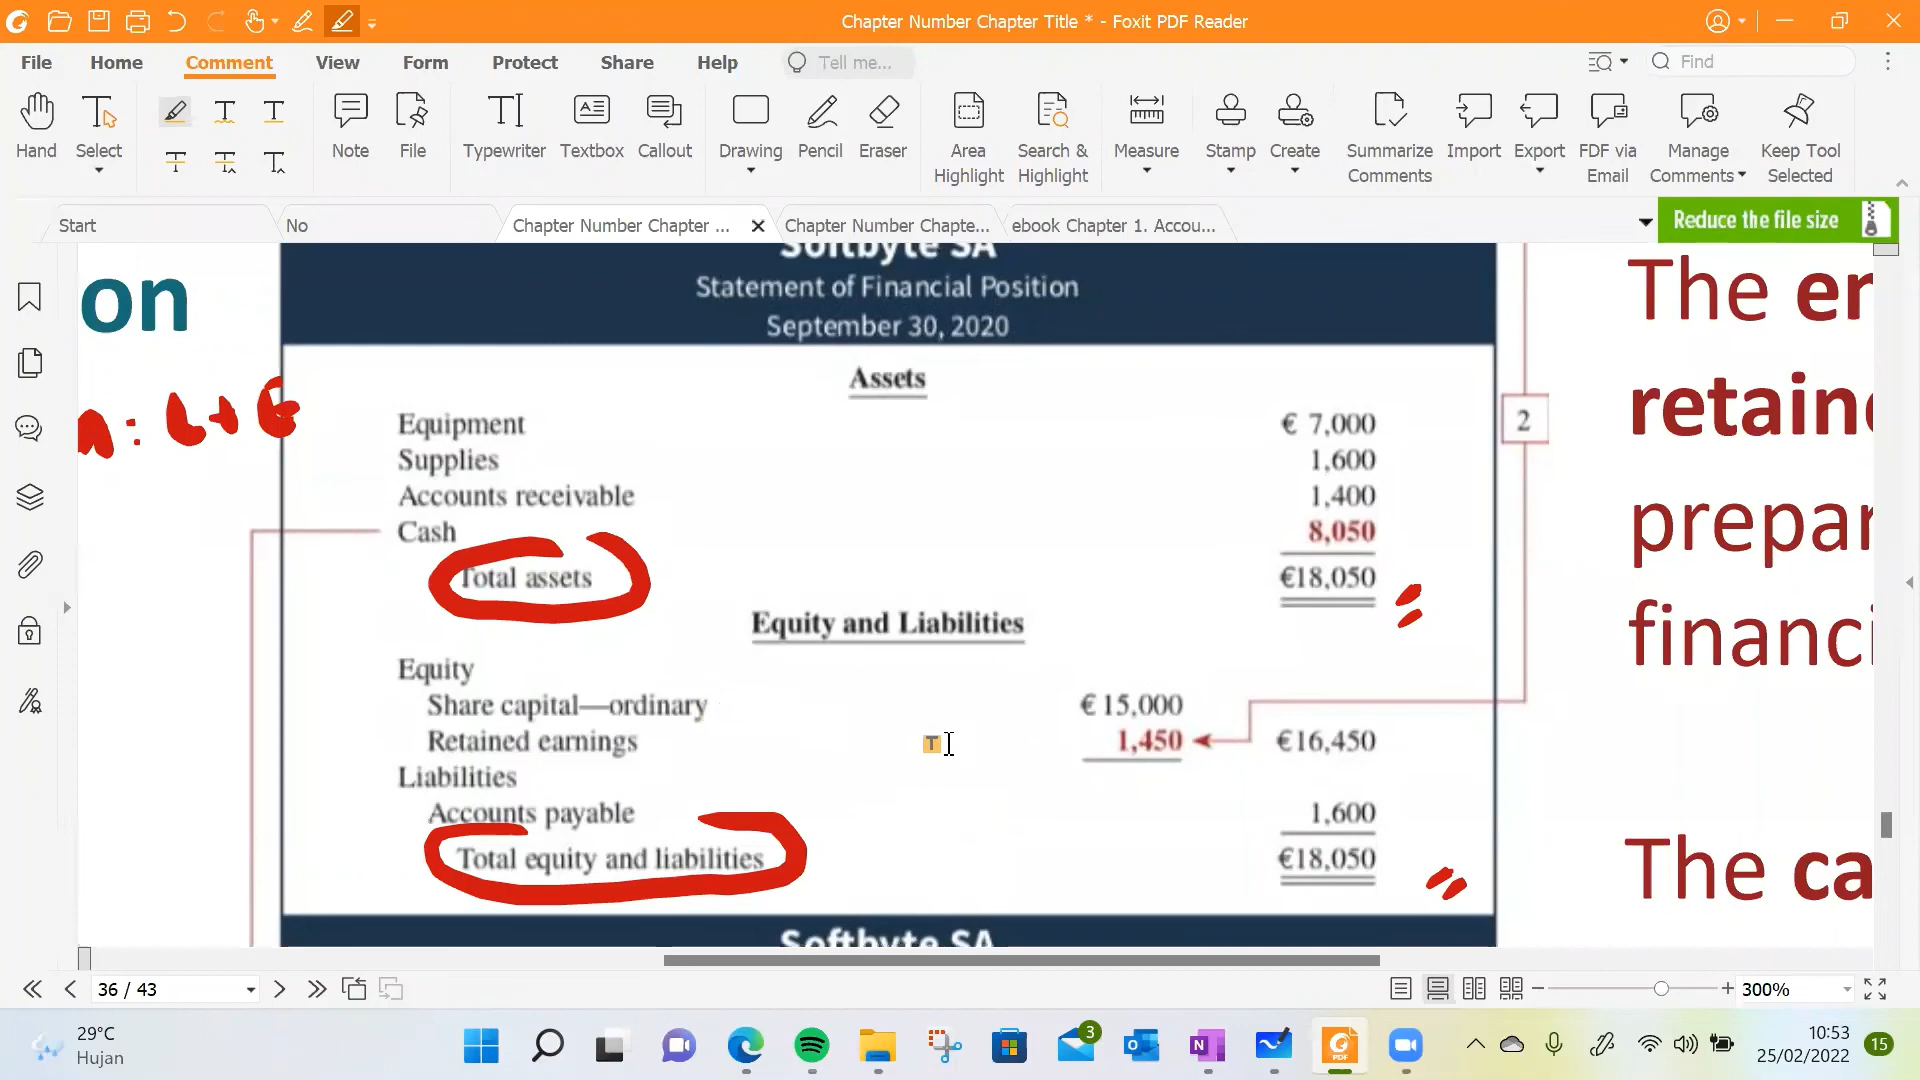 Chapter Number Chapter Title * - Foxit PDF Reader
File Home Comment View Form Protect Share Help Tell me... Find
Hand Select Note File Typewriter Textbox Callout Drawing Pencil Eraser Area Highlight Search & Highlight Measure Stamp Create Summarize Comments Import Export FDF via Email Manage Comments Keep Tool Selected
Start No Chapter Number Chapter ... Chapter Number Chapte... ebook Chapter 1. Accou... Reduce the file size
Softbyte SA
Statement of Financial Position
September 30, 2020
on
A: L+E
Assets
Equipment € 7,000
Supplies 1,600
Accounts receivable 1,400
Cash 8,050
Total assets €18,050
Equity and Liabilities
Equity
Share capital—ordinary € 15,000
Retained earnings 1,450 €16,450
Liabilities
Accounts payable 1,600
Total equity and liabilities €18,050
Softbyte SA
2
The er
retaine
prepar
financi
The ca
T
36 / 43 300%
29°C
Hujan
3
10:53
25/02/2022
15